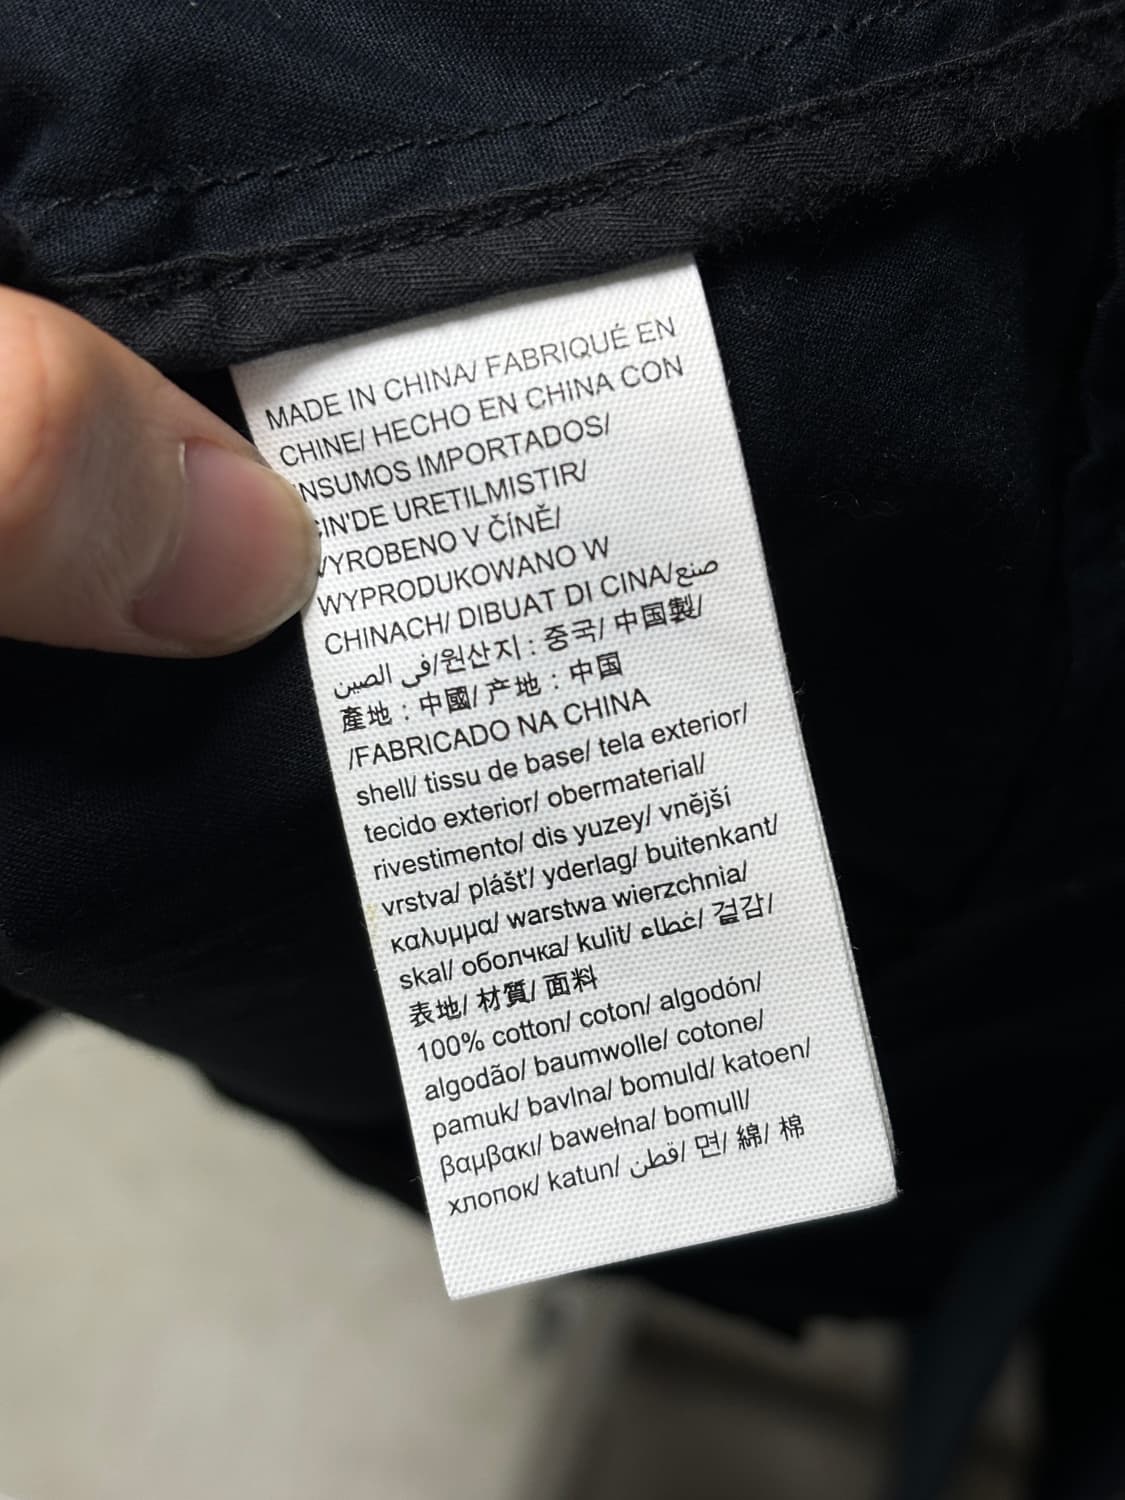 MADE IN CHINA/ FABRIQUÉ EN
CHINE/ HECHO EN CHINA CON
INSUMOS IMPORTADOS/
ÇIN'DE URETILMISTIR/
VYROBENO V ČÍNĚ/
WYPRODUKOWANO W
CHINACH/ DIBUAT DI CINA/صنع
في الصين/원산지 : 중국/ 中国製/
產地 : 中國/ 产地 : 中国
/FABRICADO NA CHINA
shell/ tissu de base/ tela exterior/
tecido exterior/ obermaterial/
rivestimento/ dis yuzey/ vnější
vrstva/ plášť/ yderlag/ buitenkant/
καλυμμα/ warstwa wierzchnia/
skal/ оболчка/ kulit/ غطاء/ 겉감/
表地/ 材質/ 面料
100% cotton/ coton/ algodón/
algodão/ baumwolle/ cotone/
pamuk/ bavlna/ bomuld/ katoen/
βαμβακι/ bawełna/ bomull/
хлопок/ katun/ قطن/ 면/ 綿/ 棉